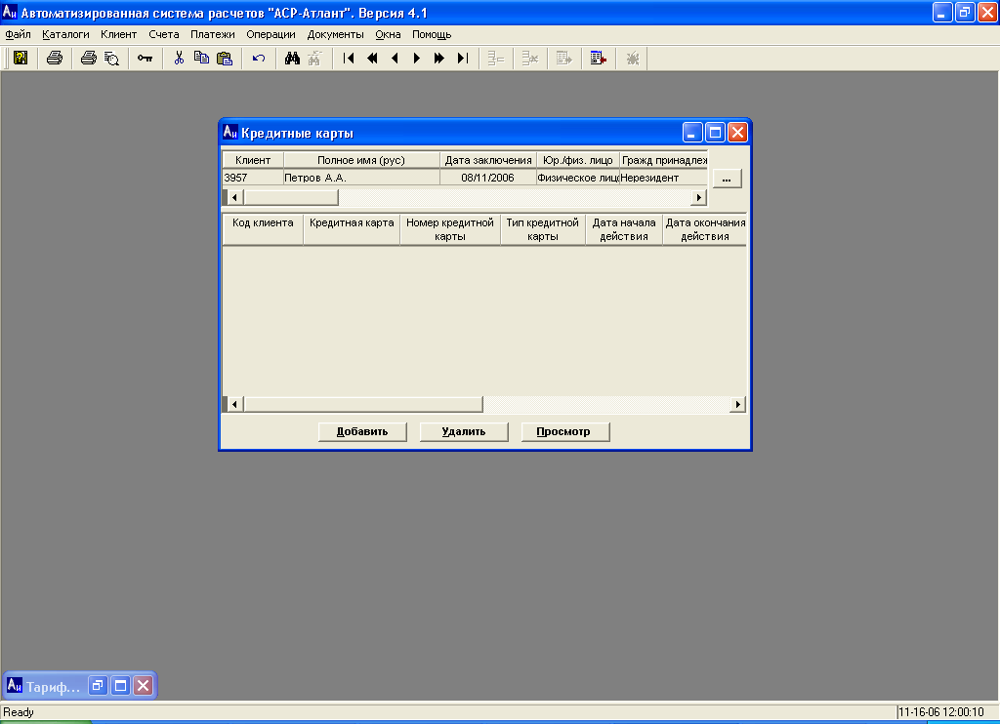 Автоматизированная система расчетов "АСР-Атлант". Версия 4.1
Файл Каталоги Клиент Счета Платежи Операции Документы Окна Помощь
Кредитные карты
Клиент Полное имя (рус) Дата заключения Юр./физ. лицо Гражд принадлеж
3957 Петров А.А. 08/11/2006 Физическое лицо Нерезидент
...
Код клиента Кредитная карта Номер кредитной карты Тип кредитной карты Дата начала действия Дата окончания действия
Добавить Удалить Просмотр
Тариф...
Ready 11-16-06 12:00:10